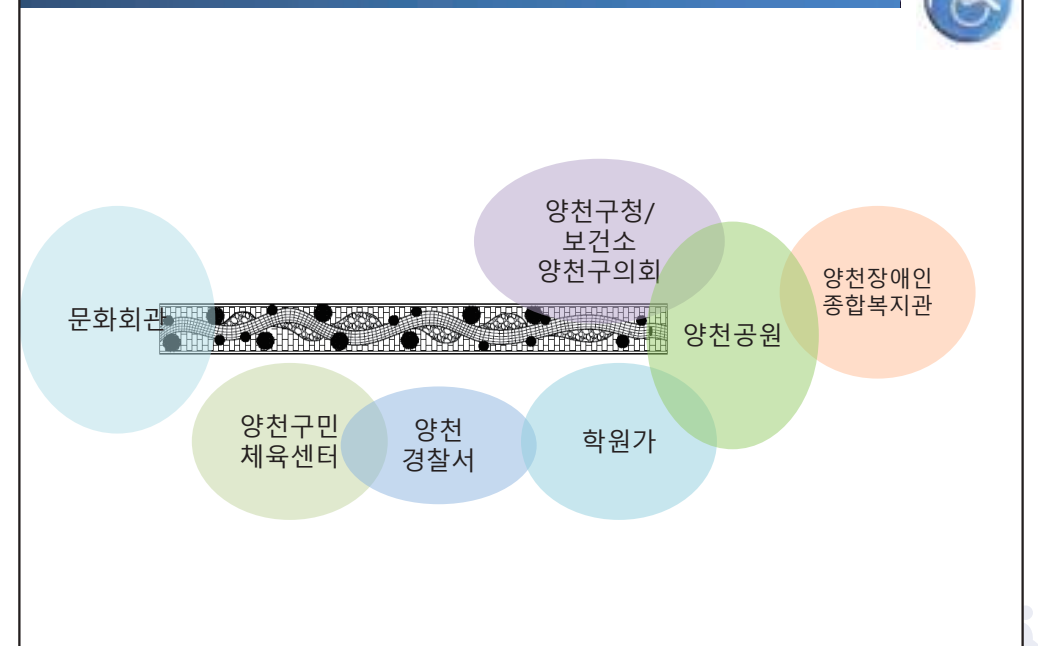 문화회관
양천구청/
보건소
양천구의회
양천공원
양천장애인
종합복지관
양천구민
체육센터
양천
경찰서
학원가